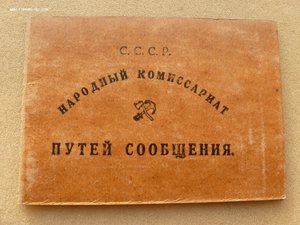 С. С. С. Р.
НАРОДНЫЙ КОМИССАРИАТ
ПУТЕЙ СООБЩЕНИЯ.